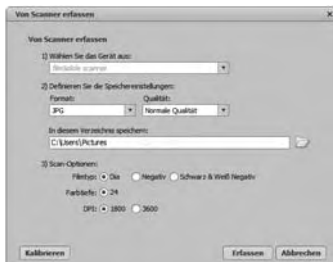 Von Scanner erfassen
Von Scanner erfassen
1) Wählen Sie das Gerät aus:
2) Definieren Sie die Speichereinstellungen:
Format: Qualität:
JPG Normale Qualität
In diesem Verzeichnis speichern:
C:\Users\Pictures
3) Scan-Optionen:
Filmtyp: Dia Negativ Schwarz & Weiß Negativ
Farbtiefe: 24
DPI: 1800 3600
Kalibrieren Erfassen Abbrechen